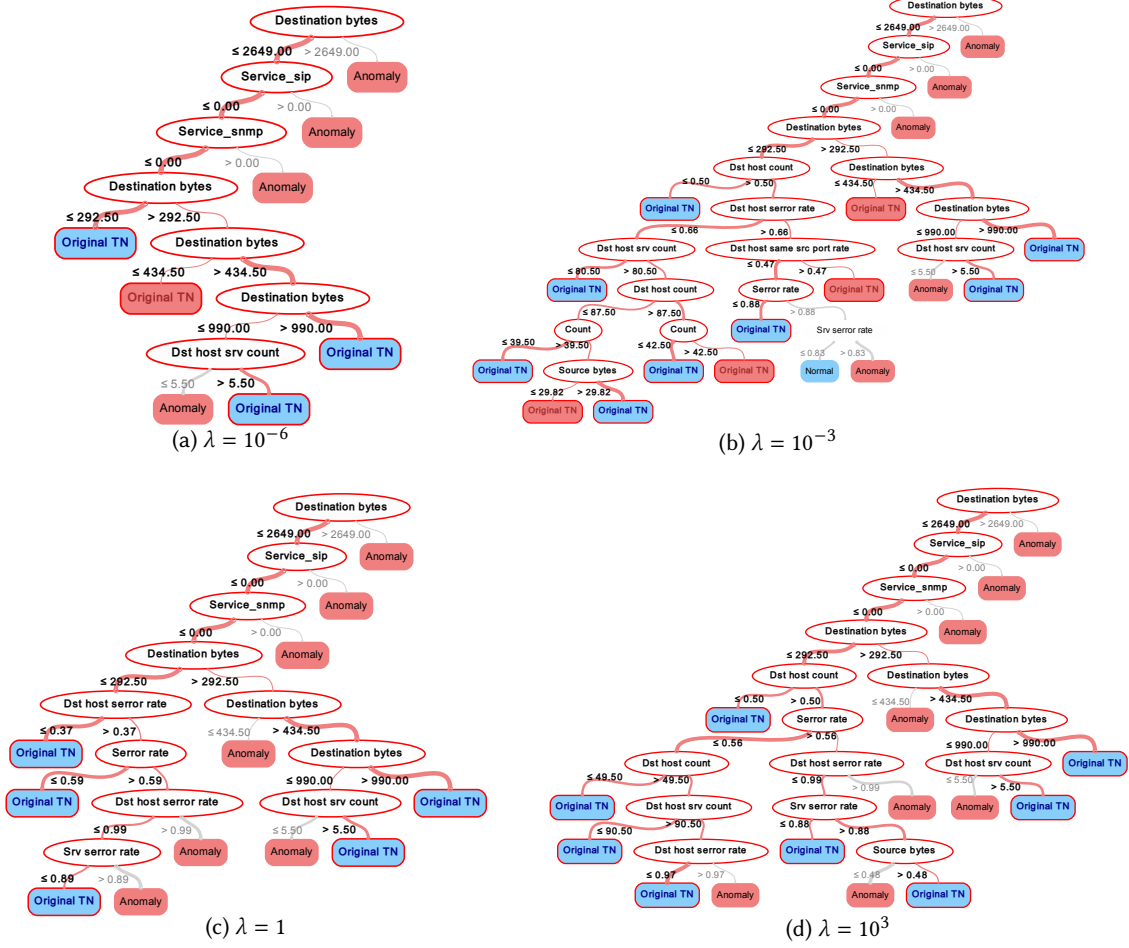 Destination bytes
≤ 2649.00 > 2649.00
Service_sip Anomaly
≤ 0.00 > 0.00
Service_snmp Anomaly
≤ 0.00 > 0.00
Destination bytes Anomaly
≤ 292.50 > 292.50
Original TN Destination bytes
≤ 434.50 > 434.50
Original TN Destination bytes
≤ 990.00 > 990.00
Dst host srv count Original TN
≤ 5.50 > 5.50
Anomaly Original TN
(a) λ = 10⁻⁶
Destination bytes
≤ 2649.00 > 2649.00
Service_sip Anomaly
≤ 0.00 > 0.00
Service_snmp Anomaly
≤ 0.00 > 0.00
Destination bytes Anomaly
≤ 292.50 > 292.50
Dst host count Destination bytes
≤ 0.50 > 0.50 ≤ 434.50 > 434.50
Original TN Dst host serror rate Original TN Destination bytes
≤ 0.66 > 0.66 ≤ 990.00 > 990.00
Dst host srv count Dst host same src port rate Dst host srv count Original TN
≤ 80.50 > 80.50 ≤ 0.47 > 0.47 ≤ 5.50 > 5.50
Original TN Dst host count Serror rate Original TN Anomaly Original TN
≤ 87.50 > 87.50 ≤ 0.88 > 0.88
Count Count Original TN Srv serror rate
≤ 39.50 > 39.50 ≤ 42.50 > 42.50 ≤ 0.83 > 0.83
Original TN Source bytes Original TN Original TN Normal Anomaly
≤ 29.82 > 29.82
Original TN Original TN
(b) λ = 10⁻³
Destination bytes
≤ 2649.00 > 2649.00
Service_sip Anomaly
≤ 0.00 > 0.00
Service_snmp Anomaly
≤ 0.00 > 0.00
Destination bytes Anomaly
≤ 292.50 > 292.50
Dst host serror rate Destination bytes
≤ 0.37 > 0.37 ≤ 434.50 > 434.50
Original TN Serror rate Anomaly Destination bytes
≤ 0.59 > 0.59 ≤ 990.00 > 990.00
Original TN Dst host serror rate Dst host srv count Original TN
≤ 0.99 > 0.99 ≤ 5.50 > 5.50
Srv serror rate Anomaly Anomaly Original TN
≤ 0.89 > 0.89
Original TN Anomaly
(c) λ = 1
Destination bytes
≤ 2649.00 > 2649.00
Service_sip Anomaly
≤ 0.00 > 0.00
Service_snmp Anomaly
≤ 0.00 > 0.00
Destination bytes Anomaly
≤ 292.50 > 292.50
Dst host count Destination bytes
≤ 0.50 > 0.50 ≤ 434.50 > 434.50
Original TN Serror rate Anomaly Destination bytes
≤ 0.56 > 0.56 ≤ 990.00 > 990.00
Dst host count Dst host serror rate Dst host srv count Original TN
≤ 49.50 > 49.50 ≤ 0.99 > 0.99 ≤ 5.50 > 5.50
Original TN Dst host srv count Srv serror rate Anomaly Anomaly Original TN
≤ 90.50 > 90.50 ≤ 0.88 > 0.88
Original TN Dst host serror rate Original TN Source bytes
≤ 0.97 > 0.97 ≤ 0.48 > 0.48
Original TN Anomaly Anomaly Original TN
(d) λ = 10³